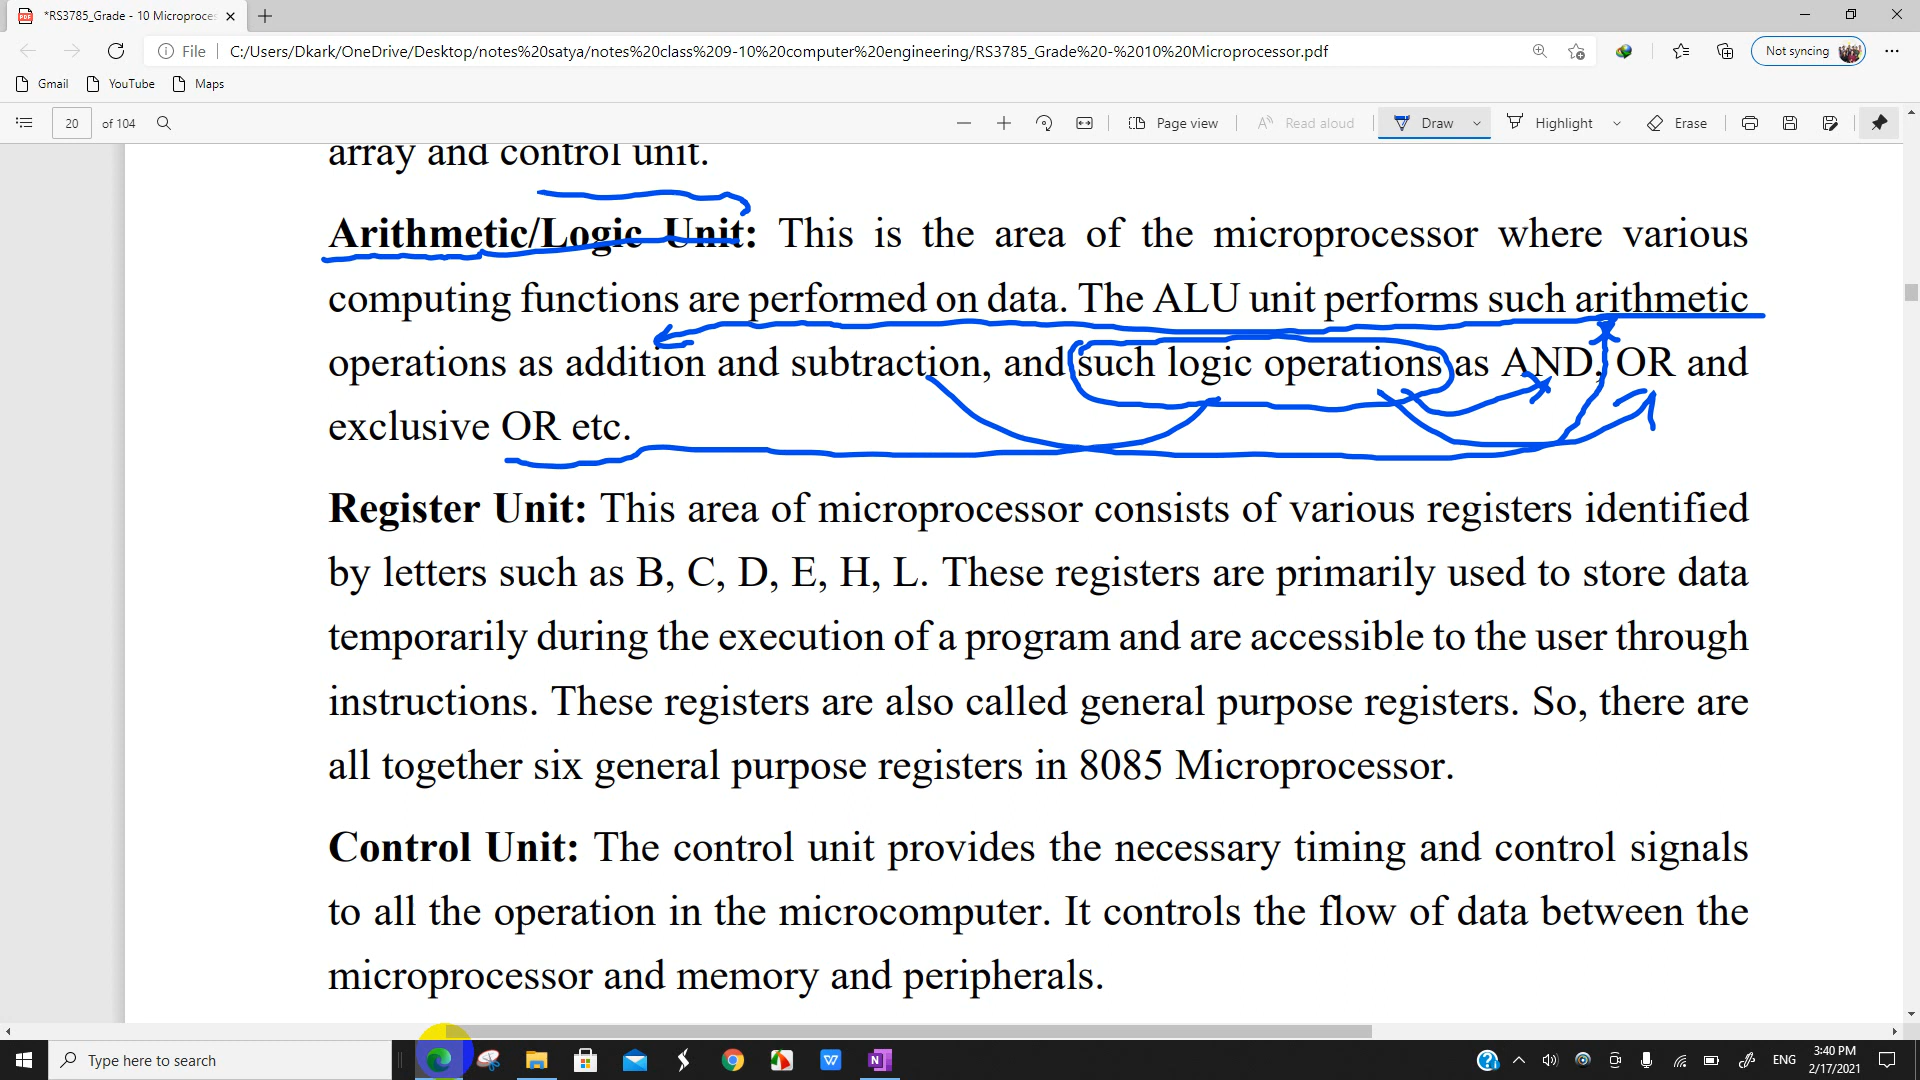 *RS3785_Grade - 10 Microproces
File C:/Users/Dkark/OneDrive/Desktop/notes%20satya/notes%20class%209-10%20computer%20engineering/RS3785_Grade%20-%2010%20Microprocessor.pdf Not syncing
Gmail YouTube Maps
20 of 104 Page view Read aloud Draw Highlight Erase
array and control unit.
Arithmetic/Logic Unit: This is the area of the microprocessor where various
computing functions are performed on data. The ALU unit performs such arithmetic
operations as addition and subtraction, and such logic operations as AND, OR and
exclusive OR etc.
Register Unit: This area of microprocessor consists of various registers identified
by letters such as B, C, D, E, H, L. These registers are primarily used to store data
temporarily during the execution of a program and are accessible to the user through
instructions. These registers are also called general purpose registers. So, there are
all together six general purpose registers in 8085 Microprocessor.
Control Unit: The control unit provides the necessary timing and control signals
to all the operation in the microcomputer. It controls the flow of data between the
microprocessor and memory and peripherals.
Type here to search ENG 3:40 PM
2/17/2021